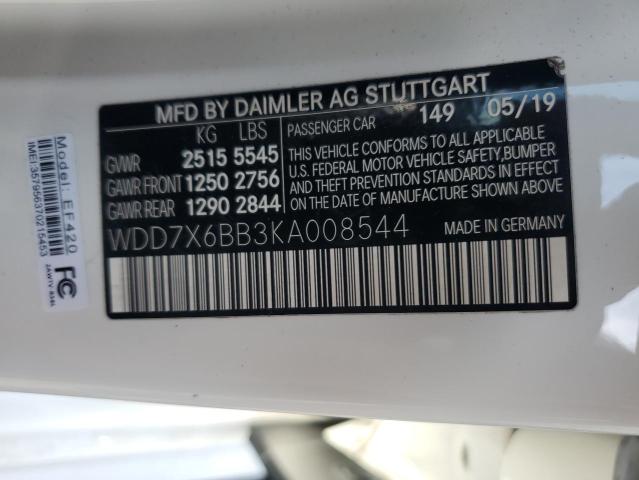 MFD BY DAIMLER AG STUTTGART
KG LBS
GVWR 2515 5545
GAWR FRONT 1250 2756
GAWR REAR 1290 2844
PASSENGER CAR 149 05/19
THIS VEHICLE CONFORMS TO ALL APPLICABLE
U.S. FEDERAL MOTOR VEHICLE SAFETY, BUMPER
AND THEFT PREVENTION STANDARDS IN EFFECT
ON THE DATE OF MANUFACTURE SHOWN ABOVE.
WDD7X6BB3KA008544
MADE IN GERMANY
Model: EF420
IMEI:357956370215453
FC